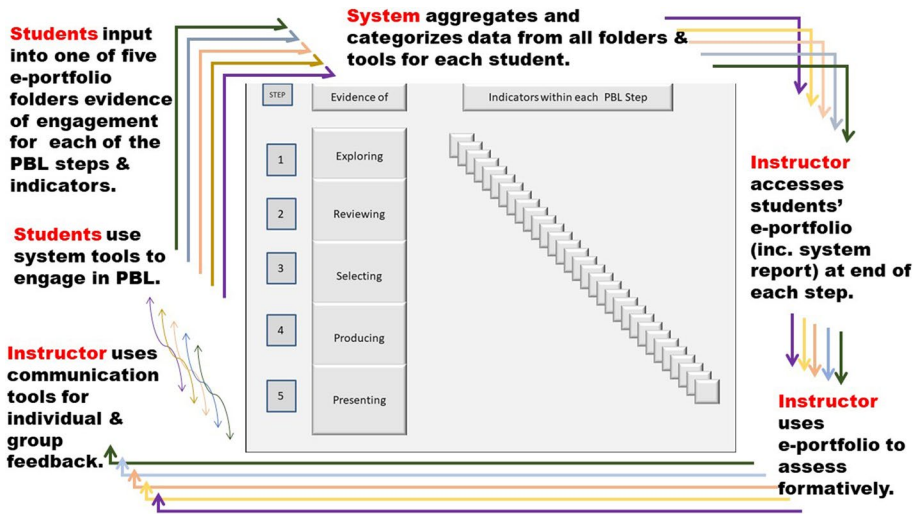 Students input
into one of five
e-portfolio
folders evidence
of engagement
for each of the
PBL steps &
indicators.
Students use
system tools to
engage in PBL.
Instructor uses
communication
tools for
individual &
group
feedback.
System aggregates and
categorizes data from all folders &
tools for each student.
STEP
Evidence of
Indicators within each PBL Step
1
Exploring
2
Reviewing
3
Selecting
4
Producing
5
Presenting
Instructor
accesses
students’
e-portfolio
(inc. system
report) at end of
each step.
Instructor
uses
e-portfolio to
assess
formatively.